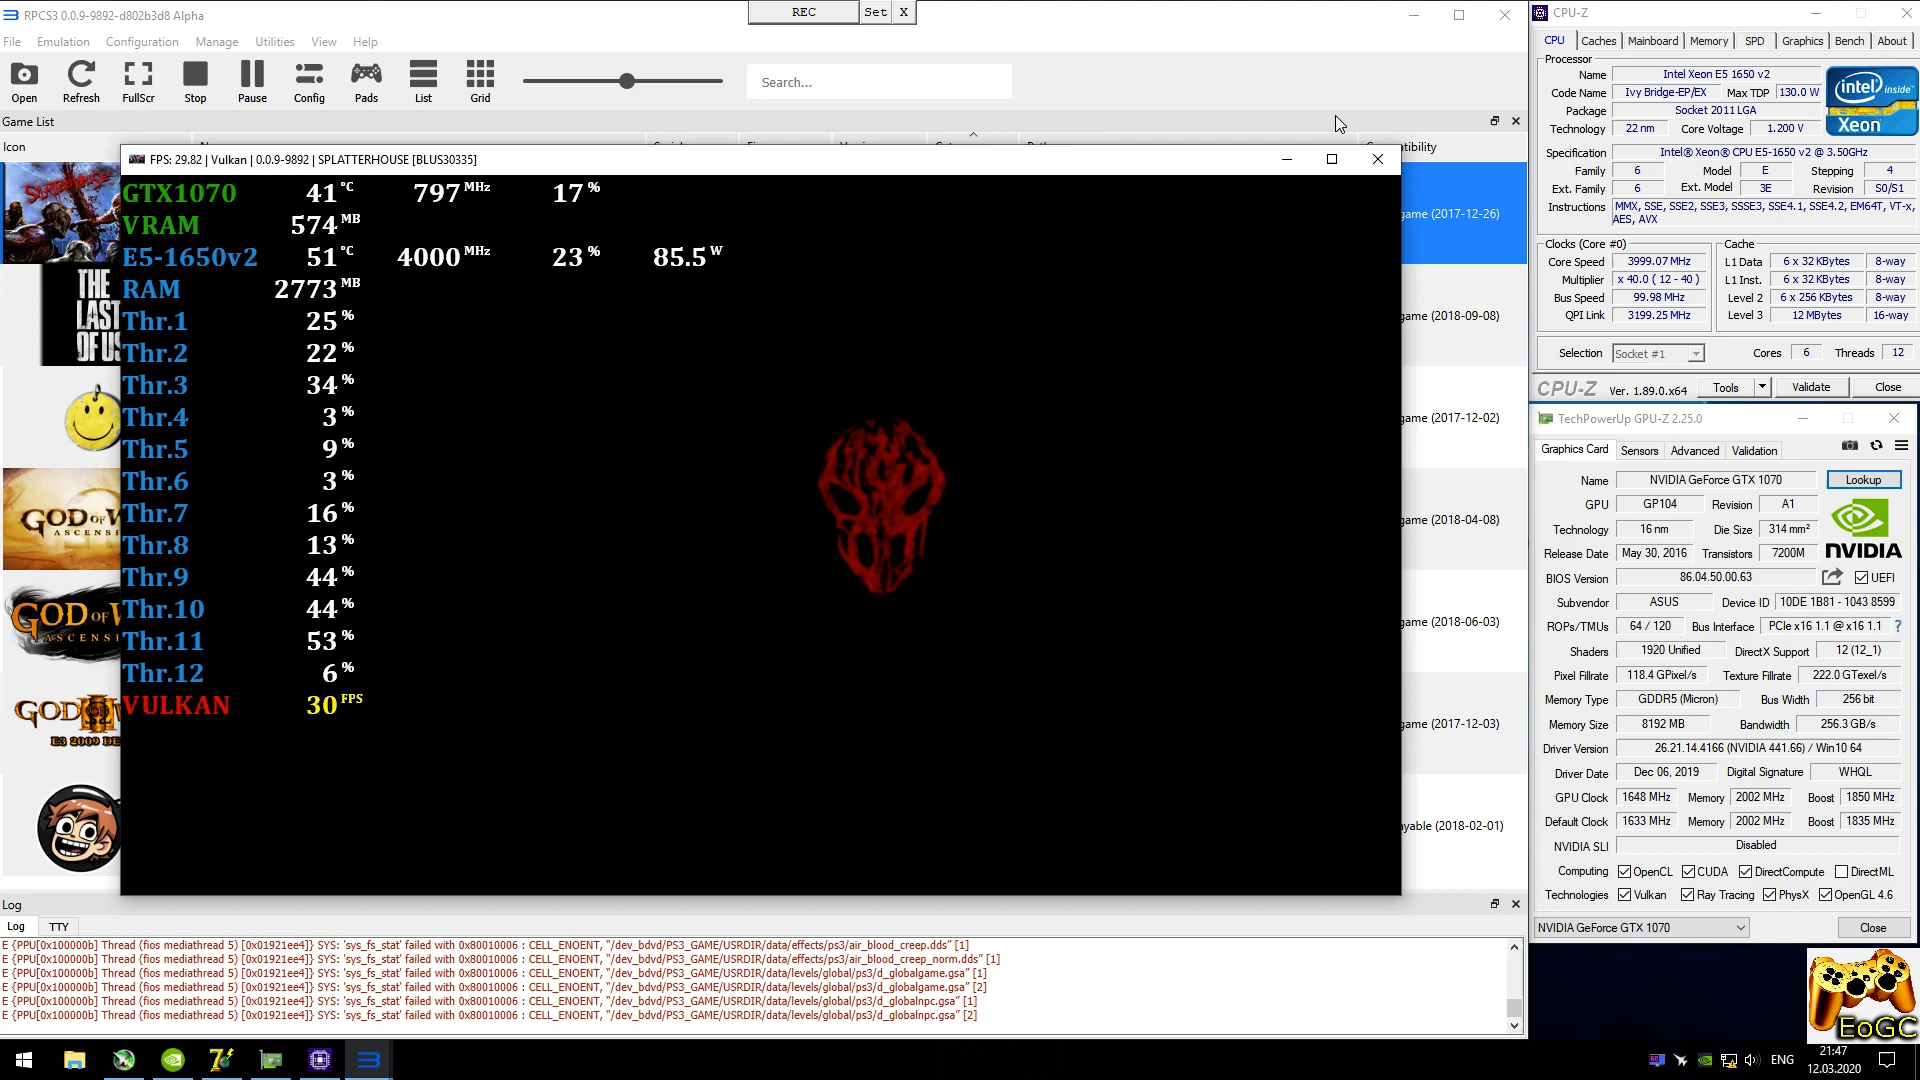 RPCS3 0.0.9-9892-d802b3d8 Alpha
REC Set X
File Emulation Configuration Manage Utilities View Help
Open Refresh FullScr Stop Pause Config Pads List Grid
Search...
Game List
Icon
FPS: 29.82 | Vulkan | 0.0.9-9892 | SPLATTERHOUSE [BLUS30335]
GTX1070 41 °C 797 MHz 17 %
VRAM 574 MB
E5-1650v2 51 °C 4000 MHz 23 % 85.5 W
RAM 2773 MB
Thr.1 25 %
Thr.2 22 %
Thr.3 34 %
Thr.4 3 %
Thr.5 9 %
Thr.6 3 %
Thr.7 16 %
Thr.8 13 %
Thr.9 44 %
Thr.10 44 %
Thr.11 53 %
Thr.12 6 %
VULKAN 30 FPS
THE
LAST
OF US
GOD OF W
ASCENSI
GOD OF W
ASCENSI
GOD
E3 2009 DE
tibility
game (2017-12-26)
game (2018-09-08)
game (2017-12-02)
game (2018-04-08)
game (2018-06-03)
game (2017-12-03)
ayable (2018-02-01)
Log
Log TTY
E {PPU[0x100000b] Thread (fios mediathread 5) [0x01921ee4]} SYS: 'sys_fs_stat' failed with 0x80010006 : CELL_ENOENT, "/dev_bdvd/PS3_GAME/USRDIR/data/effects/ps3/air_blood_creep.dds" [1]
E {PPU[0x100000b] Thread (fios mediathread 5) [0x01921ee4]} SYS: 'sys_fs_stat' failed with 0x80010006 : CELL_ENOENT, "/dev_bdvd/PS3_GAME/USRDIR/data/effects/ps3/air_blood_creep_norm.dds" [1]
E {PPU[0x100000b] Thread (fios mediathread 5) [0x01921ee4]} SYS: 'sys_fs_stat' failed with 0x80010006 : CELL_ENOENT, "/dev_bdvd/PS3_GAME/USRDIR/data/levels/global/ps3/d_globalgame.gsa" [1]
E {PPU[0x100000b] Thread (fios mediathread 5) [0x01921ee4]} SYS: 'sys_fs_stat' failed with 0x80010006 : CELL_ENOENT, "/dev_bdvd/PS3_GAME/USRDIR/data/levels/global/ps3/d_globalgame.gsa" [2]
E {PPU[0x100000b] Thread (fios mediathread 5) [0x01921ee4]} SYS: 'sys_fs_stat' failed with 0x80010006 : CELL_ENOENT, "/dev_bdvd/PS3_GAME/USRDIR/data/levels/global/ps3/d_globalnpc.gsa" [1]
E {PPU[0x100000b] Thread (fios mediathread 5) [0x01921ee4]} SYS: 'sys_fs_stat' failed with 0x80010006 : CELL_ENOENT, "/dev_bdvd/PS3_GAME/USRDIR/data/levels/global/ps3/d_globalnpc.gsa" [2]
CPU-Z
CPU Caches Mainboard Memory SPD Graphics Bench About
Processor
Name Intel Xeon E5 1650 v2
Code Name Ivy Bridge-EP/EX Max TDP 130.0 W
Package Socket 2011 LGA
Technology 22 nm Core Voltage 1.200 V
intel inside
Xeon
Specification Intel® Xeon® CPU E5-1650 v2 @ 3.50GHz
Family 6 Model E Stepping 4
Ext. Family 6 Ext. Model 3E Revision S0/S1
Instructions MMX, SSE, SSE2, SSE3, SSSE3, SSE4.1, SSE4.2, EM64T, VT-x,
AES, AVX
Clocks (Core #0) Cache
Core Speed 3999.07 MHz L1 Data 6 x 32 KBytes 8-way
Multiplier x 40.0 ( 12 - 40 ) L1 Inst. 6 x 32 KBytes 8-way
Bus Speed 99.98 MHz Level 2 6 x 256 KBytes 8-way
QPI Link 3199.25 MHz Level 3 12 MBytes 16-way
Selection Socket #1 Cores 6 Threads 12
CPU-Z Ver. 1.89.0.x64 Tools Validate Close
TechPowerUp GPU-Z 2.25.0
Graphics Card Sensors Advanced Validation
Name NVIDIA GeForce GTX 1070 Lookup
GPU GP104 Revision A1
Technology 16 nm Die Size 314 mm²
Release Date May 30, 2016 Transistors 7200M
NVIDIA
BIOS Version 86.04.50.00.63 UEFI
Subvendor ASUS Device ID 10DE 1B81 - 1043 8599
ROPs/TMUs 64 / 120 Bus Interface PCIe x16 1.1 @ x16 1.1 ?
Shaders 1920 Unified DirectX Support 12 (12_1)
Pixel Fillrate 118.4 GPixel/s Texture Fillrate 222.0 GTexel/s
Memory Type GDDR5 (Micron) Bus Width 256 bit
Memory Size 8192 MB Bandwidth 256.3 GB/s
Driver Version 26.21.14.4166 (NVIDIA 441.66) / Win10 64
Driver Date Dec 06, 2019 Digital Signature WHQL
GPU Clock 1648 MHz Memory 2002 MHz Boost 1850 MHz
Default Clock 1633 MHz Memory 2002 MHz Boost 1835 MHz
NVIDIA SLI Disabled
Computing OpenCL CUDA DirectCompute DirectML
Technologies Vulkan Ray Tracing PhysX OpenGL 4.6
NVIDIA GeForce GTX 1070 Close
EoGC
ENG 21:47
12.03.2020